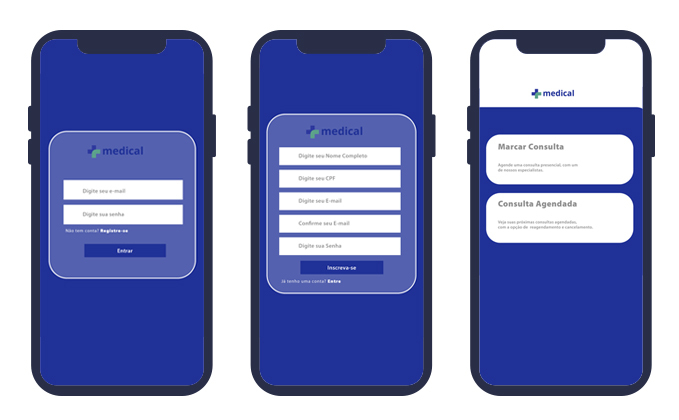 medical
Digite seu e-mail
Digite sua senha
Não tem conta? Registre-se
Entrar
medical
Digite seu Nome Completo
Digite seu CPF
Digite seu E-mail
Confirme seu E-mail
Digite sua Senha
Inscreva-se
Já tenho uma conta? Entre
medical
Marcar Consulta
Agende uma consulta presencial, com um
de nossos especialistas.
Consulta Agendada
Veja suas próximas consultas agendadas,
com a opção de reagendamento e cancelamento.